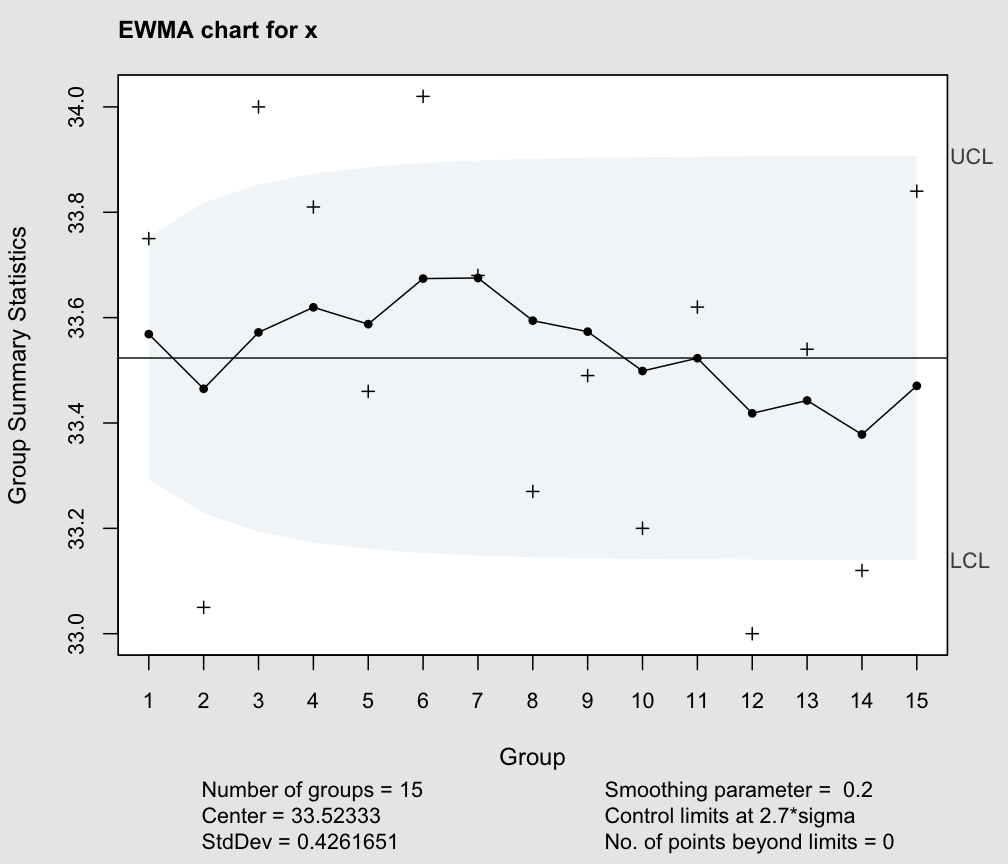 EWMA chart for x
Group Summary Statistics
34.0
33.8
33.6
33.4
33.2
33.0
UCL
LCL
1 2 3 4 5 6 7 8 9 10 11 12 13 14 15
Group
Number of groups = 15
Center = 33.52333
StdDev = 0.4261651
Smoothing parameter = 0.2
Control limits at 2.7*sigma
No. of points beyond limits = 0